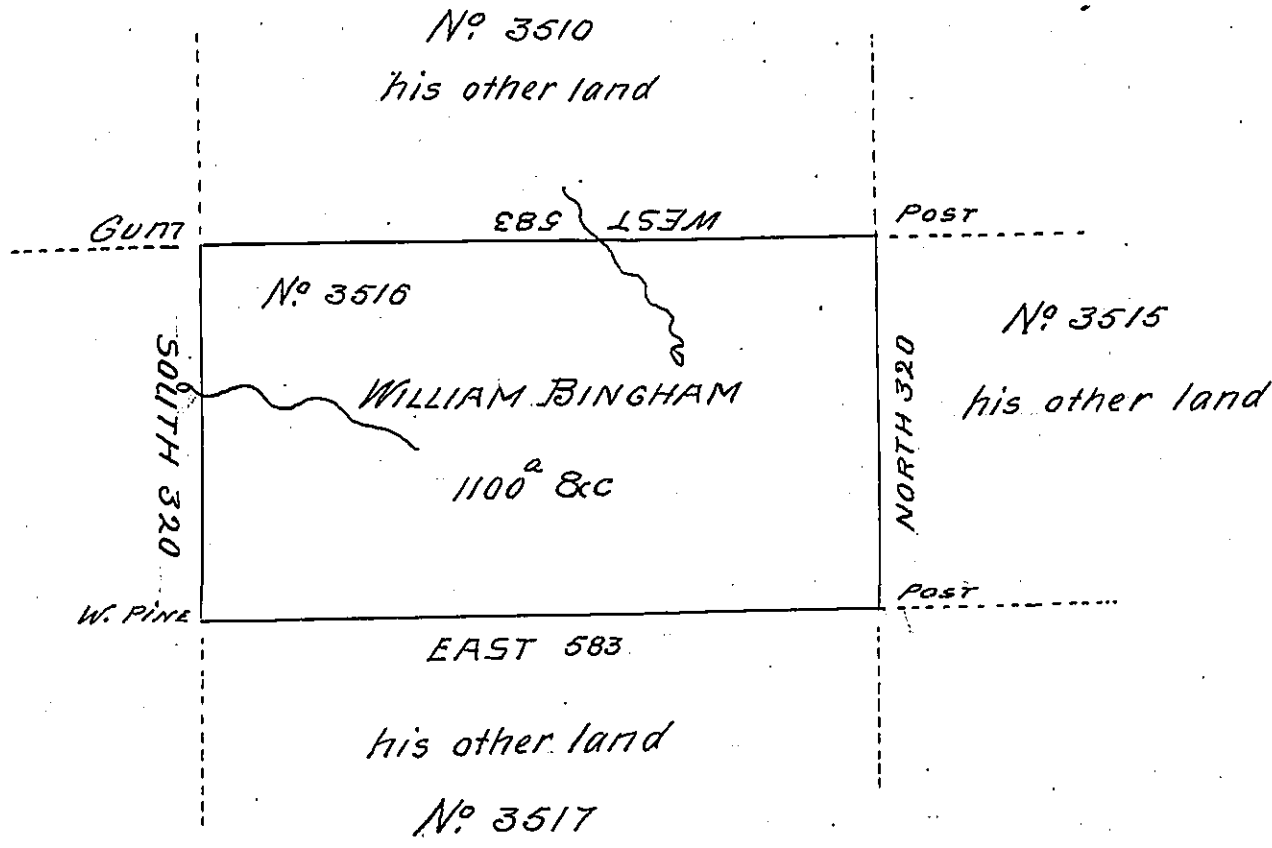 Nº 3510
his other land
GUM
WEST 583
POST
Nº 3516
Nº 3515
SOUTH 320
WILLIAM BINGHAM
NORTH 320
his other land
1100ᵃ &c
W. PINE
POST
EAST 583
his other land
Nº 3517